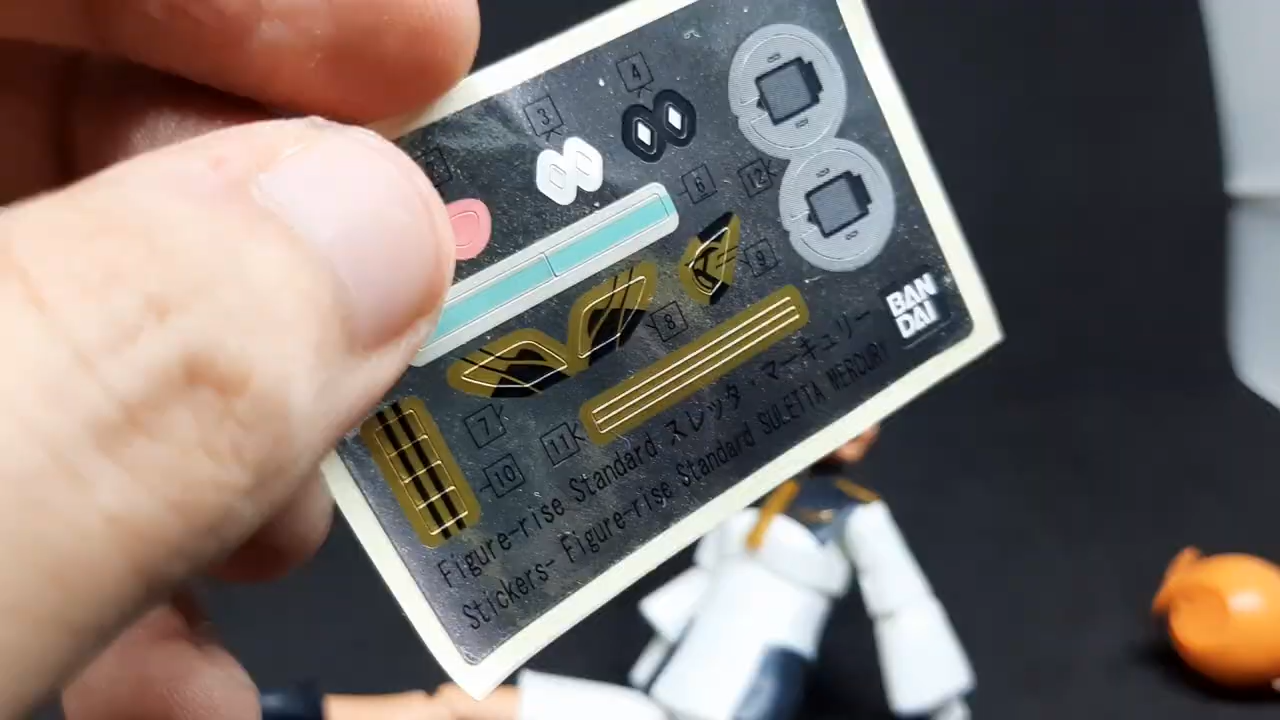 4
3
6
12
9
8
BAN
DAI
7
11
10
Figure-rise Standard スレッタ・マーキュリー
Stickers- Figure-rise Standard SULETTA MERCURY